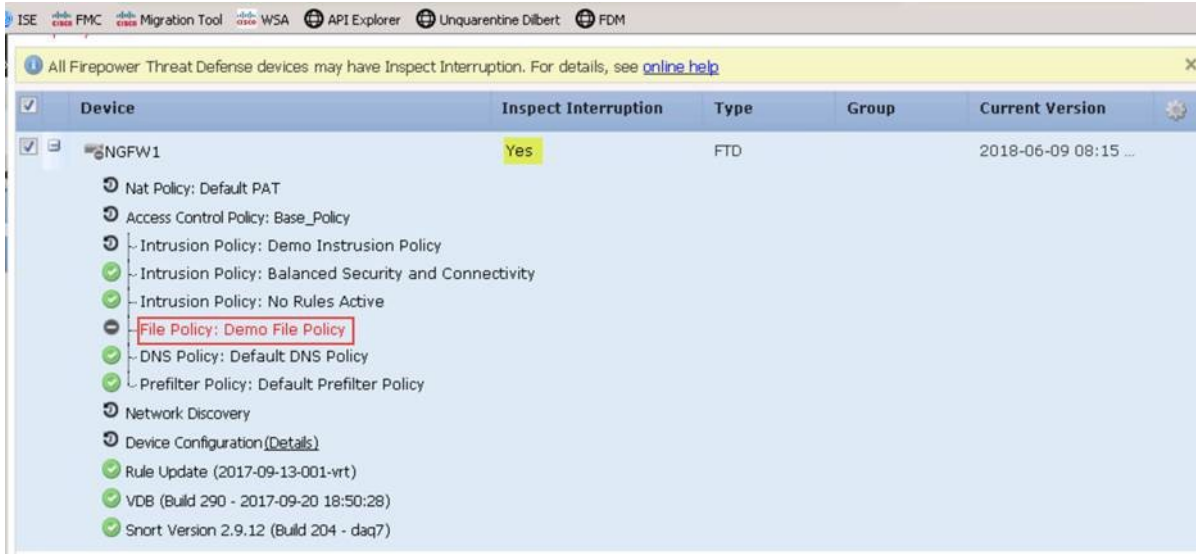 ISE cisco FMC cisco Migration Tool cisco WSA API Explorer Unquarentine Dilbert FDM
All Firepower Threat Defense devices may have Inspect Interruption. For details, see online help
Device Inspect Interruption Type Group Current Version
NGFW1 Yes FTD 2018-06-09 08:15 ...
Nat Policy: Default PAT
Access Control Policy: Base_Policy
Intrusion Policy: Demo Instrusion Policy
Intrusion Policy: Balanced Security and Connectivity
Intrusion Policy: No Rules Active
File Policy: Demo File Policy
DNS Policy: Default DNS Policy
Prefilter Policy: Default Prefilter Policy
Network Discovery
Device Configuration(Details)
Rule Update (2017-09-13-001-vrt)
VDB (Build 290 - 2017-09-20 18:50:28)
Snort Version 2.9.12 (Build 204 - daq7)